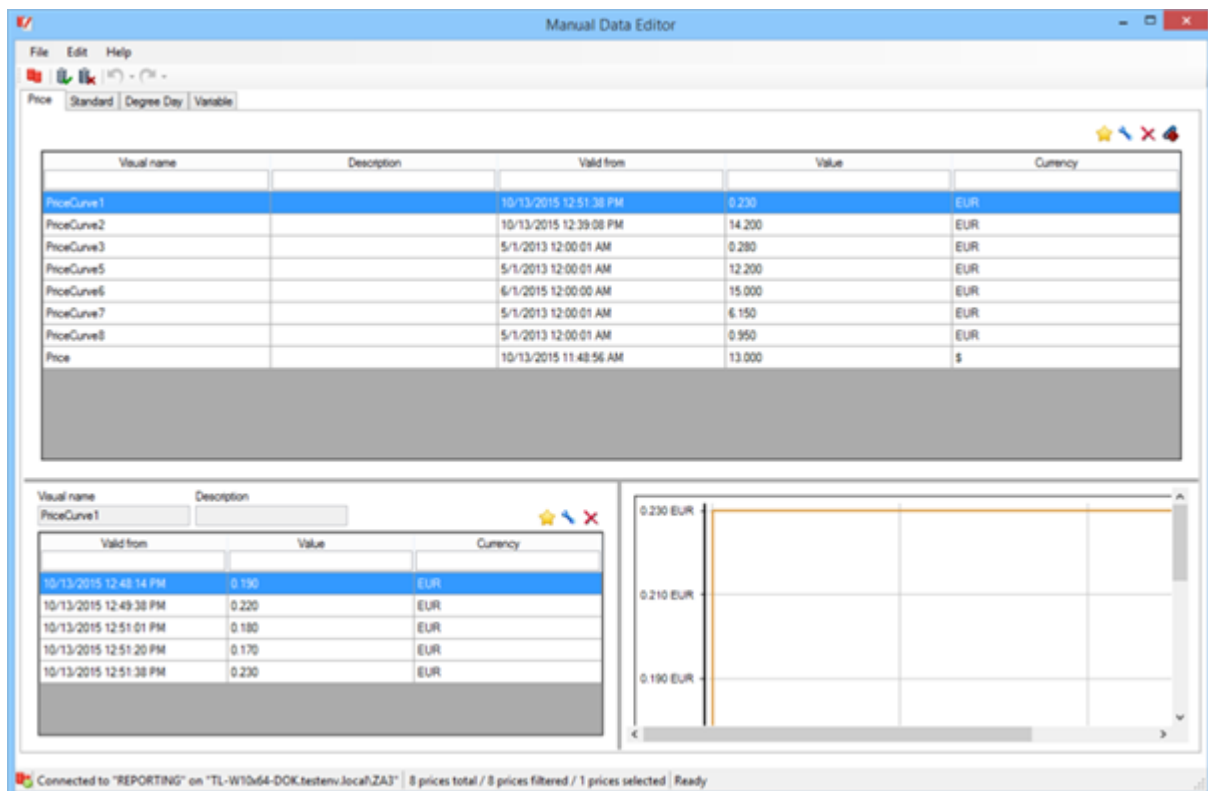 Manual Data Editor
File Edit Help
Price Standard Degree Day Variable
Visual name Description Valid from Value Currency
PriceCurve1 10/13/2015 12:51:38 PM 0.230 EUR
PriceCurve2 10/13/2015 12:39:08 PM 14.200 EUR
PriceCurve3 5/1/2013 12:00:01 AM 0.280 EUR
PriceCurve5 5/1/2013 12:00:01 AM 12.200 EUR
PriceCurve6 6/1/2015 12:00:00 AM 15.000 EUR
PriceCurve7 5/1/2013 12:00:01 AM 6.150 EUR
PriceCurve8 5/1/2013 12:00:01 AM 0.950 EUR
Price 10/13/2015 11:48:56 AM 13.000 $
Visual name Description
PriceCurve1
Valid from Value Currency
10/13/2015 12:48:14 PM 0.190 EUR
10/13/2015 12:49:38 PM 0.220 EUR
10/13/2015 12:51:01 PM 0.180 EUR
10/13/2015 12:51:20 PM 0.170 EUR
10/13/2015 12:51:38 PM 0.230 EUR
0.230 EUR
0.210 EUR
0.190 EUR
Connected to "REPORTING" on "TL-W10x64-DOK.testenv.local\ZA3" 8 prices total / 8 prices filtered / 1 prices selected Ready